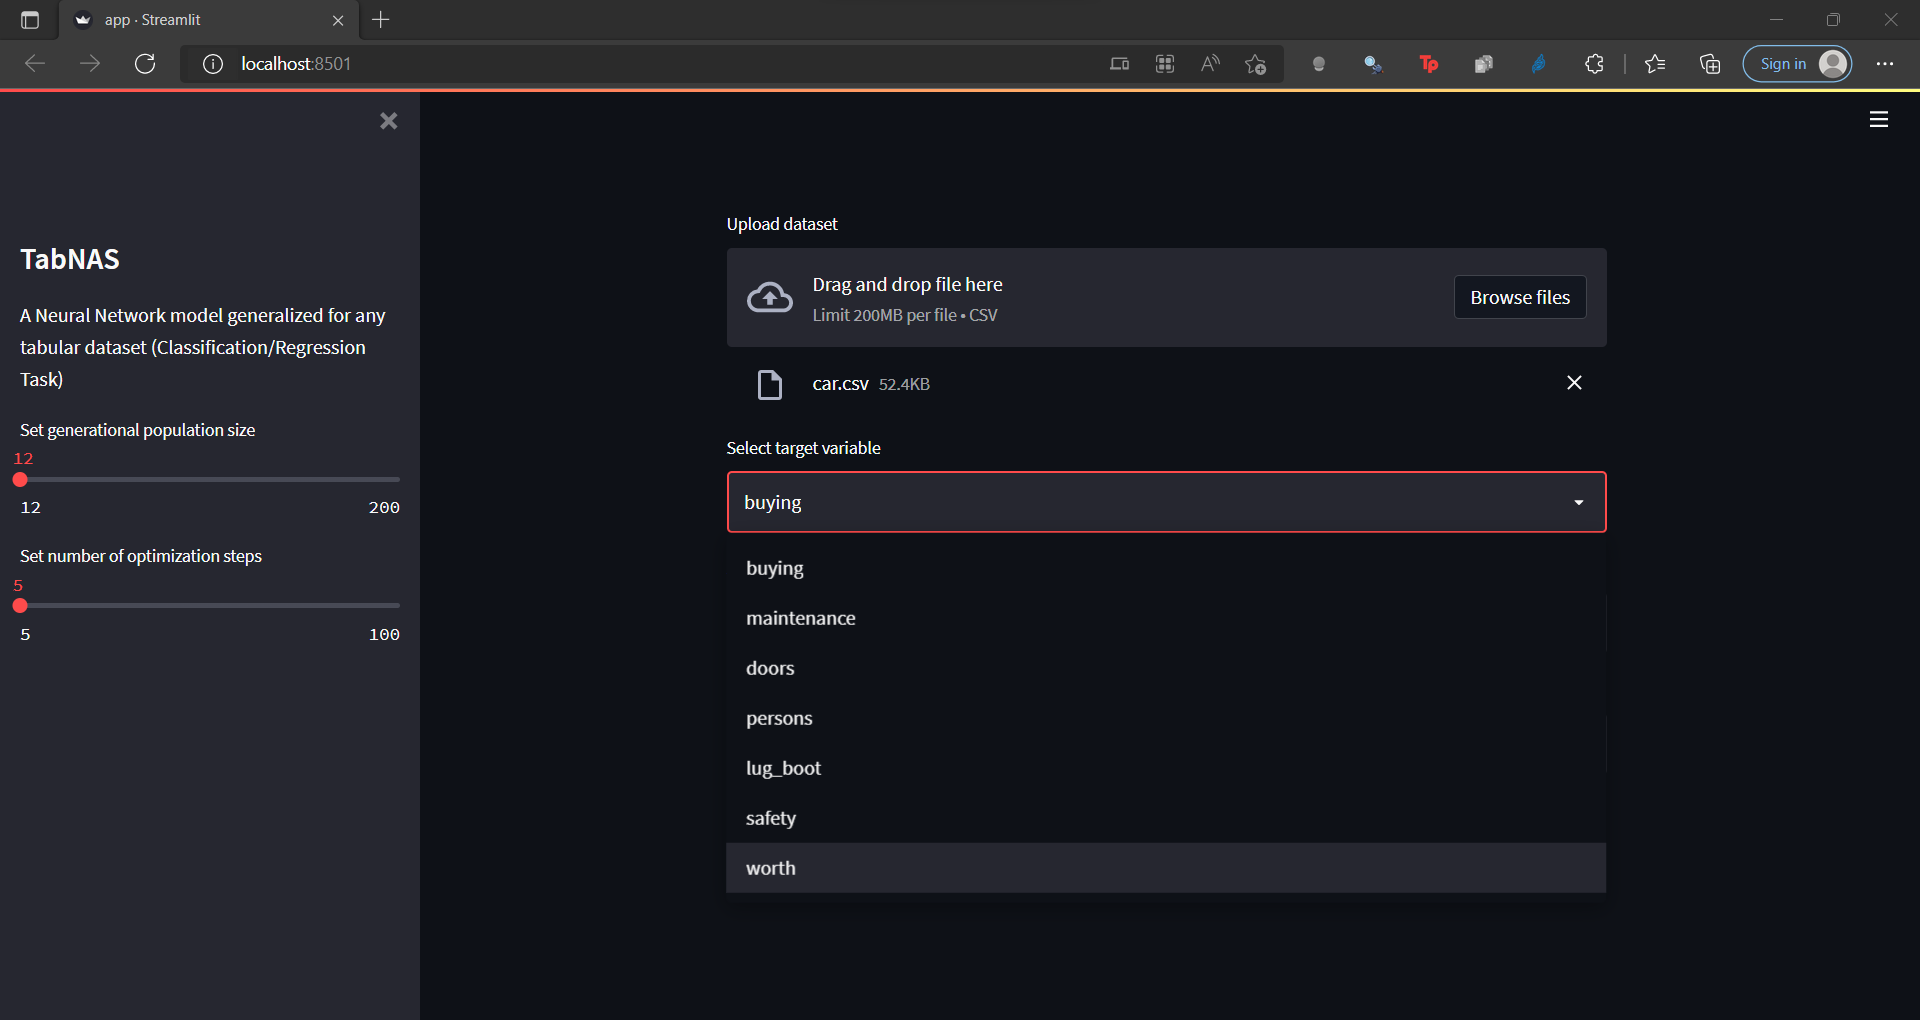 app · Streamlit
localhost:8501
Sign in
TabNAS
A Neural Network model generalized for any
tabular dataset (Classification/Regression
Task)
Set generational population size
12
12 200
Set number of optimization steps
5
5 100
Upload dataset
Drag and drop file here
Limit 200MB per file • CSV
Browse files
car.csv 52.4KB
Select target variable
buying
buying
maintenance
doors
persons
lug_boot
safety
worth